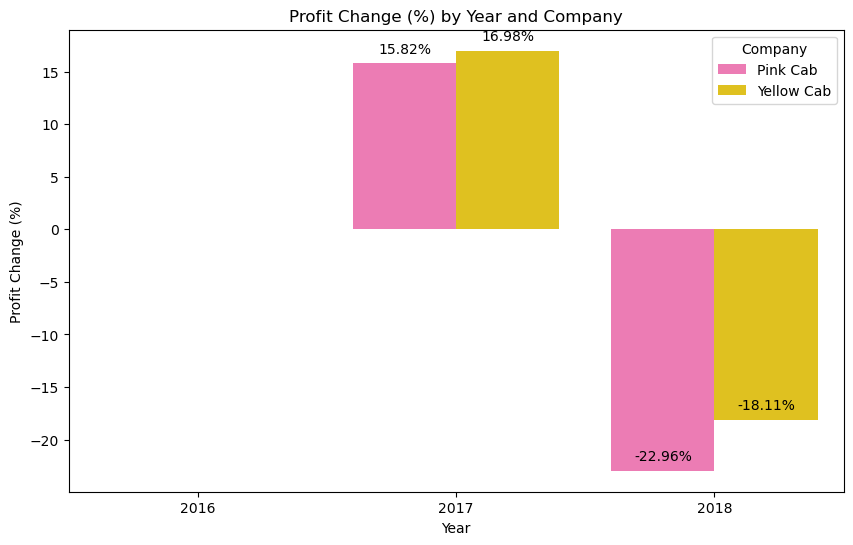 Profit Change (%) by Year and Company
15.82%
16.98%
Company
Pink Cab
Yellow Cab
15
10
5
0
−5
−10
−15
−20
Profit Change (%)
-18.11%
-22.96%
2016
2017
2018
Year